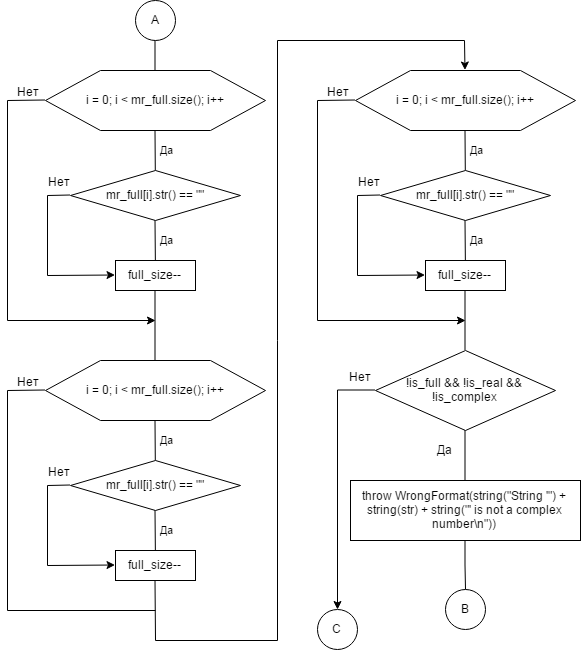 A
Нет
i = 0; i < mr_full.size(); i++
Да
Нет
mr_full[i].str() == ""
Да
full_size--
Нет
i = 0; i < mr_full.size(); i++
Да
Нет
mr_full[i].str() == ""
Да
full_size--
Нет
i = 0; i < mr_full.size(); i++
Да
Нет
mr_full[i].str() == ""
Да
full_size--
Нет
!is_full && !is_real &&
!is_complex
Да
throw WrongFormat(string("String '") +
string(str) + string("' is not a complex
number\n"))
C
B